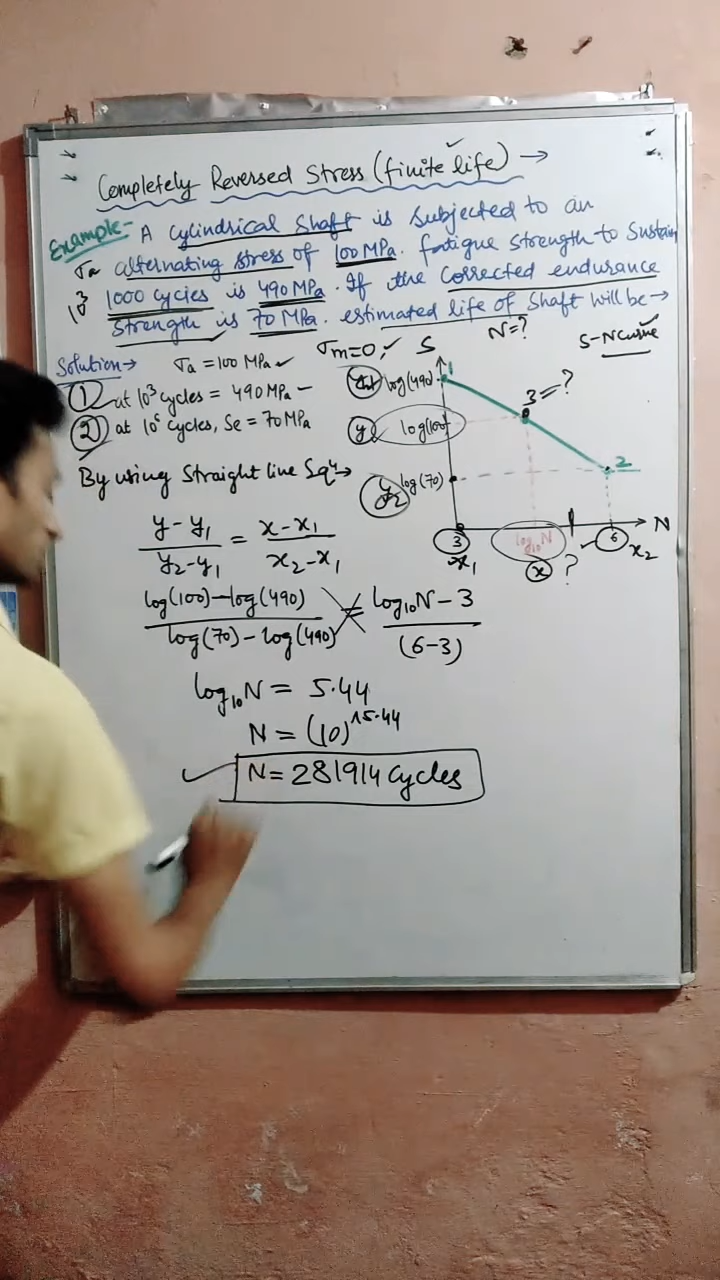 Completely Reversed Stress (finite life) →
Example:- A cylindrical Shaft is subjected to an
σa alternating stress of 100 MPa. fatigue strength to sustain
1000 cycles is 490 MPa. If the corrected endurance
strength is 70 MPa. estimated life of shaft will be →
N=?
S-N Curve
Solution →
σa = 100 MPa
σm=0,
① at 10³ cycles = 490 MPa
② at 10⁶ cycles, Se = 70 MPa
By using Straight line
S
log(490)
1
3 = ?
y
log(100)
y2
log(70)
2
N
3
x1
log10N
x
?
6
x2
y-y1 / y2-y1 = x-x1 / x2-x1
log(100)-log(490) / log(70)-log(490) = log10N-3 / (6-3)
log10N = 5.44
N = (10)^5.44
N = 281914 cycles